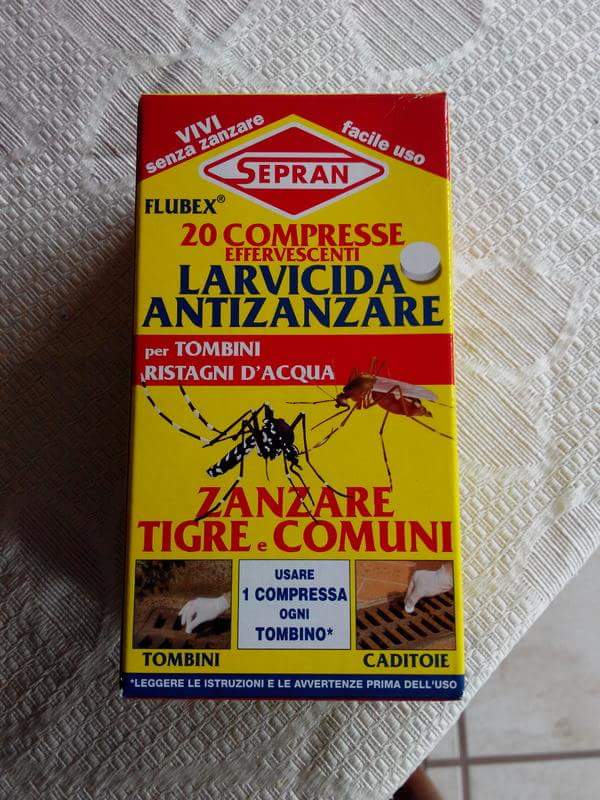 VIVI
senza zanzare
facile uso
SEPRAN
FLUBEX®
20 COMPRESSE
EFFERVESCENTI
LARVICIDA
ANTIZANZARE
per TOMBINI
RISTAGNI D'ACQUA
ZANZARE
TIGRE e COMUNI
USARE
1 COMPRESSA
OGNI
TOMBINO*
TOMBINI
CADITOIE
*LEGGERE LE ISTRUZIONI E LE AVVERTENZE PRIMA DELL'USO